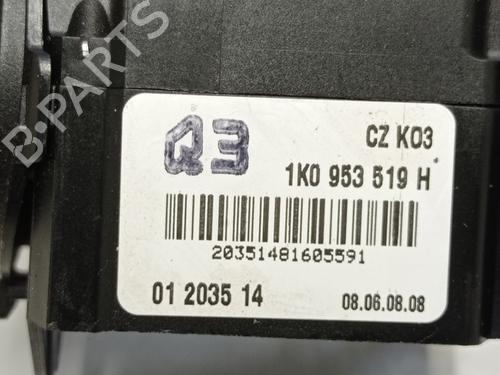 B-PARTS
Q3
CZ K03
1K0 953 519 H
20351481605591
01 2035 14
08.06.08.08